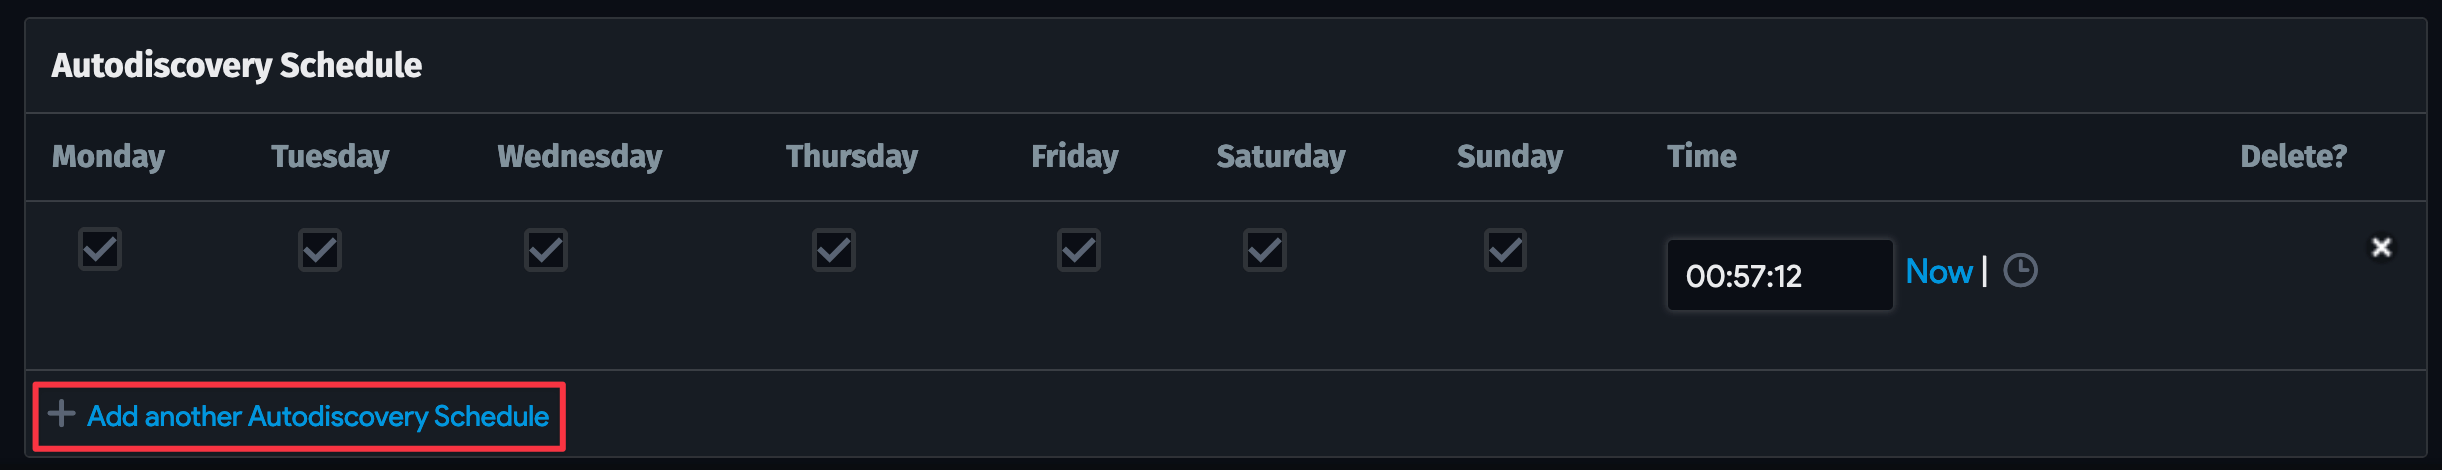 Autodiscovery Schedule
Monday Tuesday Wednesday Thursday Friday Saturday Sunday Time Delete?
00:57:12 Now |
Add another Autodiscovery Schedule